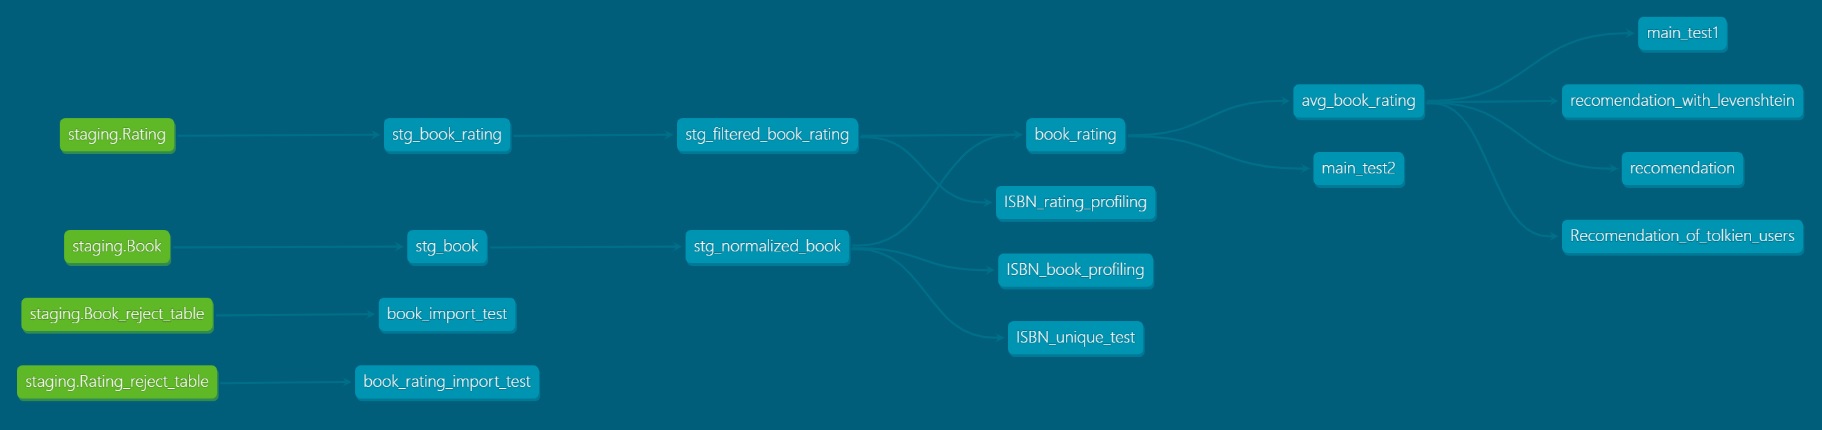 main_test1
staging.Rating
stg_book_rating
stg_filtered_book_rating
book_rating
avg_book_rating
recomendation_with_levenshtein
main_test2
recomendation
ISBN_rating_profiling
staging.Book
stg_book
stg_normalized_book
Recomendation_of_tolkien_users
ISBN_book_profiling
staging.Book_reject_table
book_import_test
ISBN_unique_test
staging.Rating_reject_table
book_rating_import_test